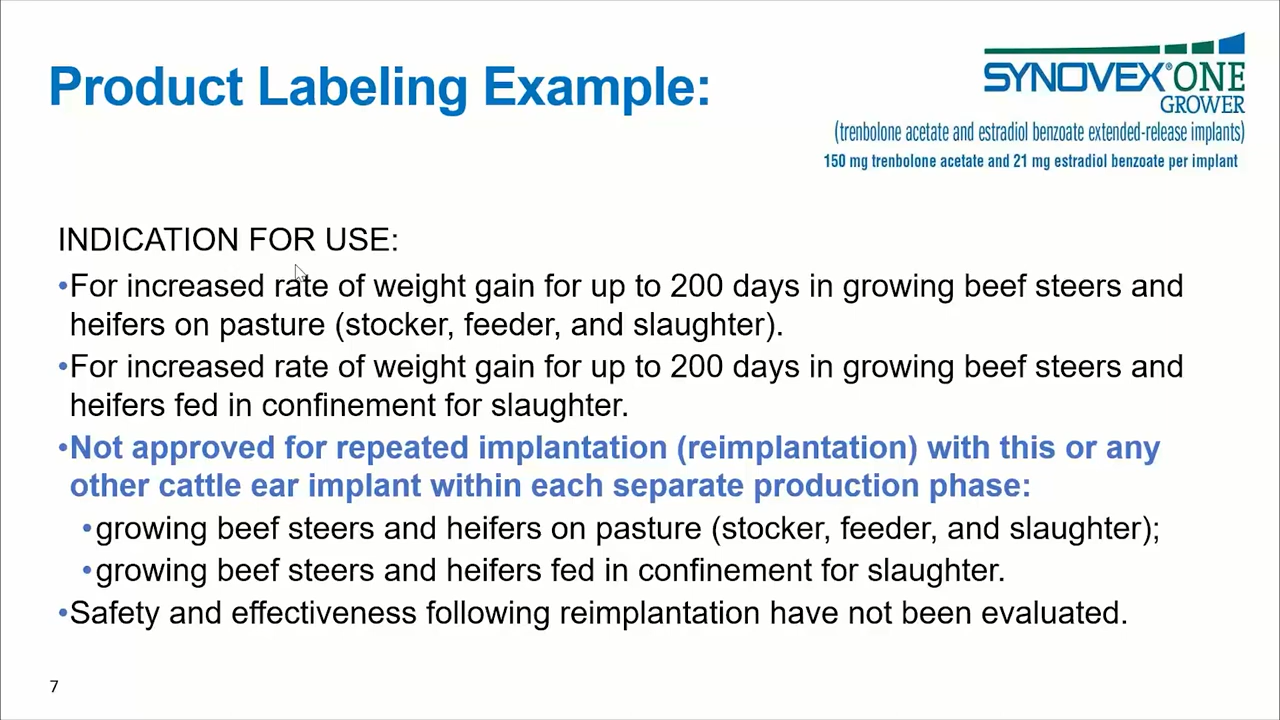 Product Labeling Example:
SYNOVEX® ONE
GROWER
(trenbolone acetate and estradiol benzoate extended-release implants)
150 mg trenbolone acetate and 21 mg estradiol benzoate per implant
INDICATION FOR USE:
•For increased rate of weight gain for up to 200 days in growing beef steers and
heifers on pasture (stocker, feeder, and slaughter).
•For increased rate of weight gain for up to 200 days in growing beef steers and
heifers fed in confinement for slaughter.
•Not approved for repeated implantation (reimplantation) with this or any
other cattle ear implant within each separate production phase:
•growing beef steers and heifers on pasture (stocker, feeder, and slaughter);
•growing beef steers and heifers fed in confinement for slaughter.
•Safety and effectiveness following reimplantation have not been evaluated.
7